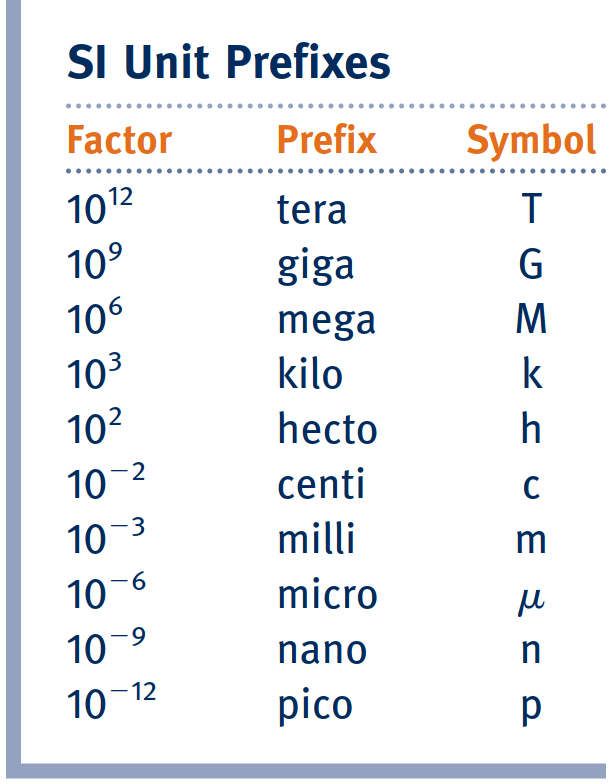 SI Unit Prefixes
Factor Prefix Symbol
10¹² tera T
10⁹ giga G
10⁶ mega M
10³ kilo k
10² hecto h
10⁻² centi c
10⁻³ milli m
10⁻⁶ micro μ
10⁻⁹ nano n
10⁻¹² pico p